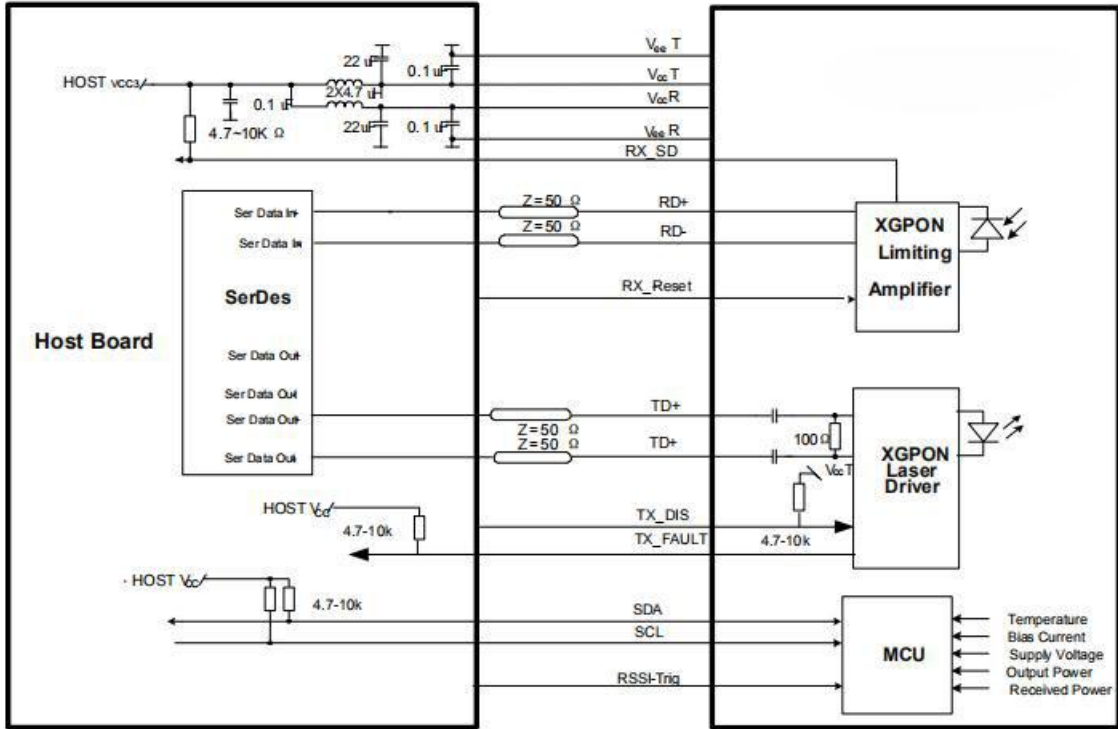 VeeT
22 uF
0.1 uF
HOST VCC3
VccT
2X4.7 uH
0.1 uF
VccR
22uF
0.1 uF
4.7~10K Ω
VeeR
RX_SD
Z=50 Ω
Ser Data In+
RD+
Z=50 Ω
XGPON
Ser Data In
RD-
Limiting
SerDes
RX_Reset
Amplifier
Host Board
Ser Data Out+
Ser Data Out
TD+
Ser Data Out+
Z=50 Ω
100Ω
Z=50 Ω
TD+
XGPON
Ser Data Out
VccT
Laser
Driver
HOST Vcc
TX_DIS
4.7-10k
TX_FAULT
4.7-10k
HOST Vcc
4.7-10k
SDA
Temperature
SCL
Bias Current
MCU
Supply Voltage
Output Power
RSSI-Trig
Received Power